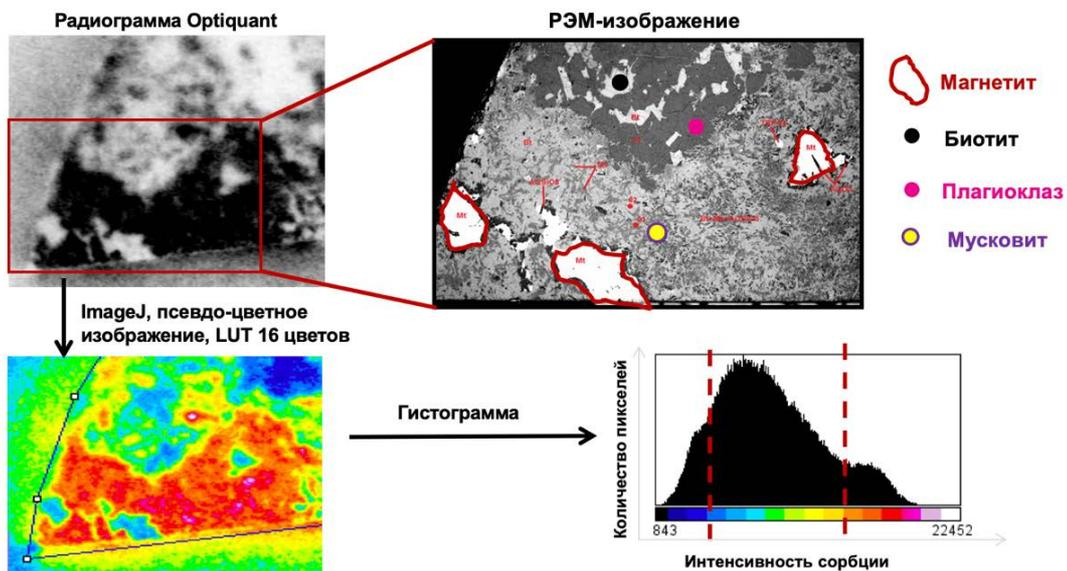 Радиограмма Optiquant
РЭМ-изображение
Магнетит
Биотит
Плагиоклаз
Мусковит
Bt
Mt
Mt
Mt
ImageJ, псевдо-цветное
изображение, LUT 16 цветов
Гистограмма
Количество пикселей
843
22452
Интенсивность сорбции